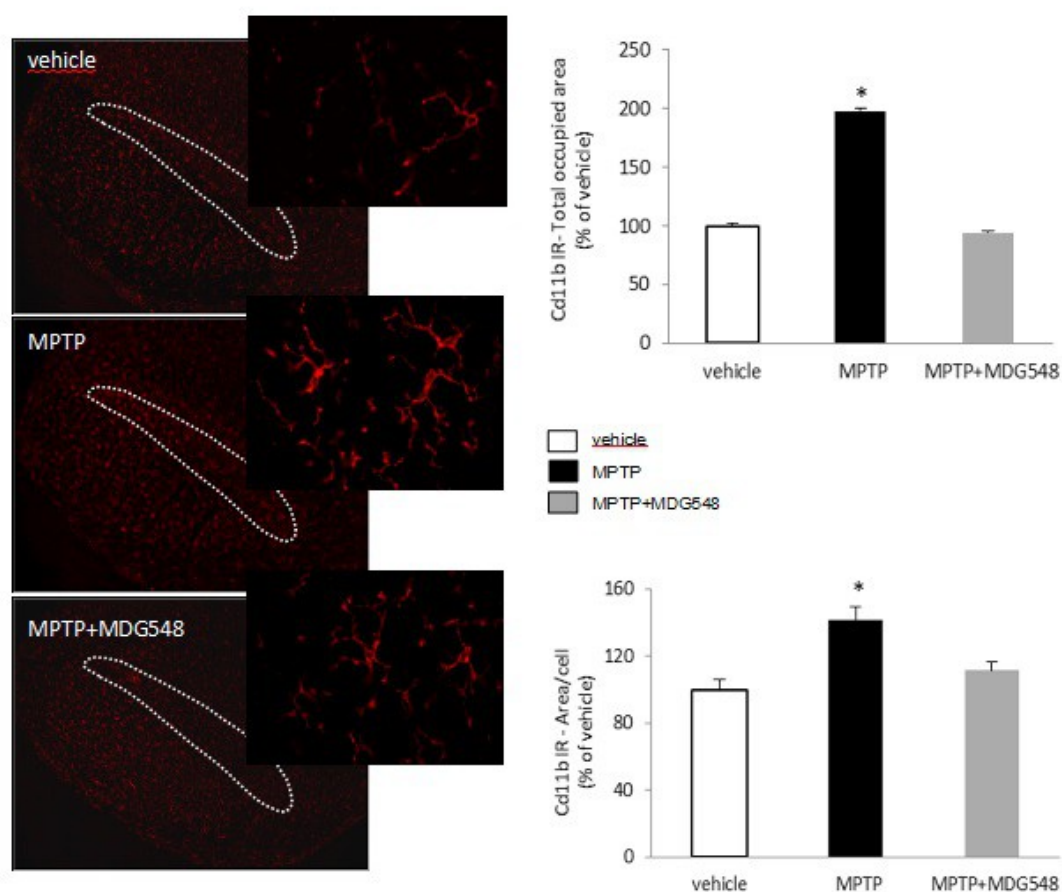 vehicle
MPTP
MPTP+MDG548
Cd11b IR- Total occupied area
(% of vehicle)
250
200
150
100
50
0
*
vehicle
MPTP
MPTP+MDG548
vehicle
MPTP
MPTP+MDG548
Cd11b IR - Area/cell
(% of vehicle)
160
120
80
40
0
*
vehicle
MPTP
MPTP+MDG548